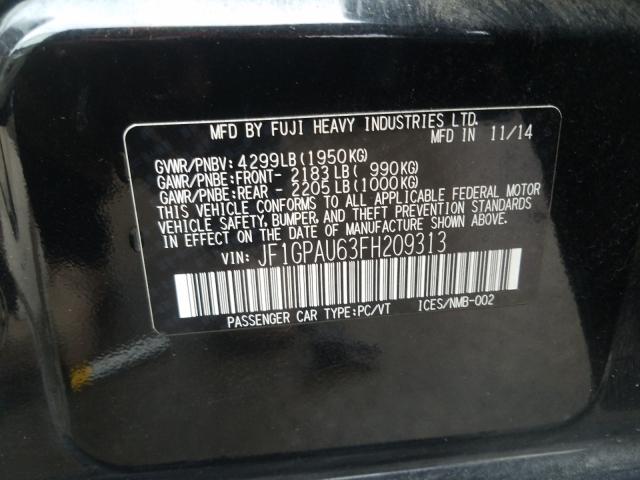 MFD BY FUJI HEAVY INDUSTRIES LTD.
MFD IN 11/14
GVWR/PNBV: 4299LB(1950KG)
GAWR/PNBE:FRONT- 2183LB( 990KG)
GAWR/PNBE:REAR - 2205LB(1000KG)
THIS VEHICLE CONFORMS TO ALL APPLICABLE FEDERAL MOTOR
VEHICLE SAFETY, BUMPER, AND THEFT PREVENTION STANDARDS
IN EFFECT ON THE DATE OF MANUFACTURE SHOWN ABOVE.
VIN: JF1GPAU63FH209313
PASSENGER CAR TYPE:PC/VT ICES/NMB-002